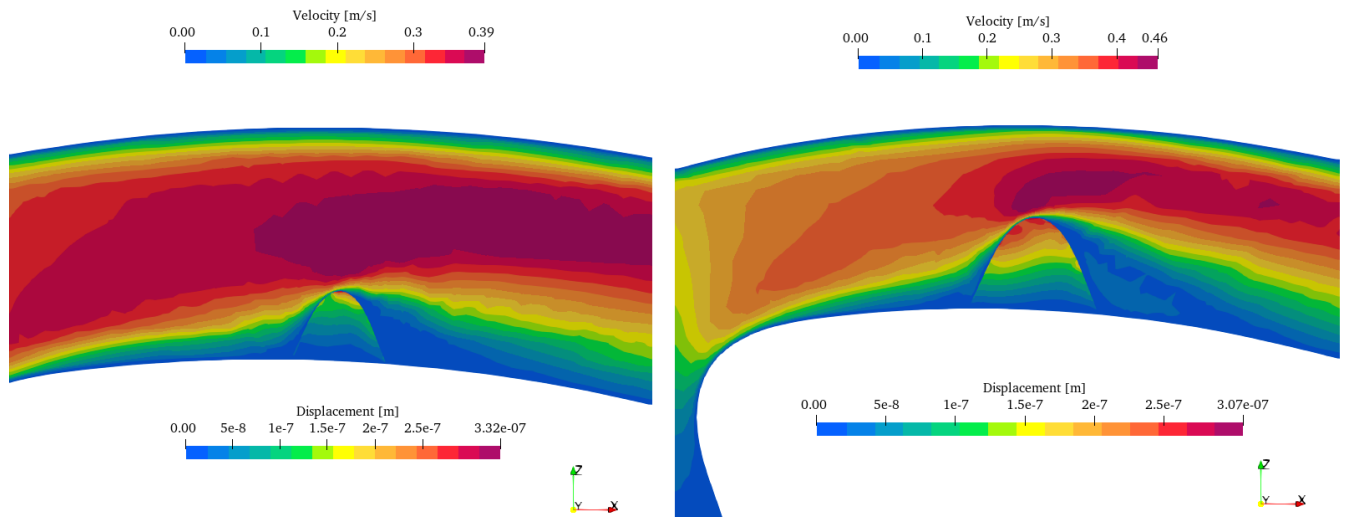 Velocity [m/s]
0.00 0.1 0.2 0.3 0.39
Displacement [m]
0.00 5e-8 1e-7 1.5e-7 2e-7 2.5e-7 3.32e-07
Z
Y X
Velocity [m/s]
0.00 0.1 0.2 0.3 0.4 0.46
Displacement [m]
0.00 5e-8 1e-7 1.5e-7 2e-7 2.5e-7 3.07e-07
Z
Y X